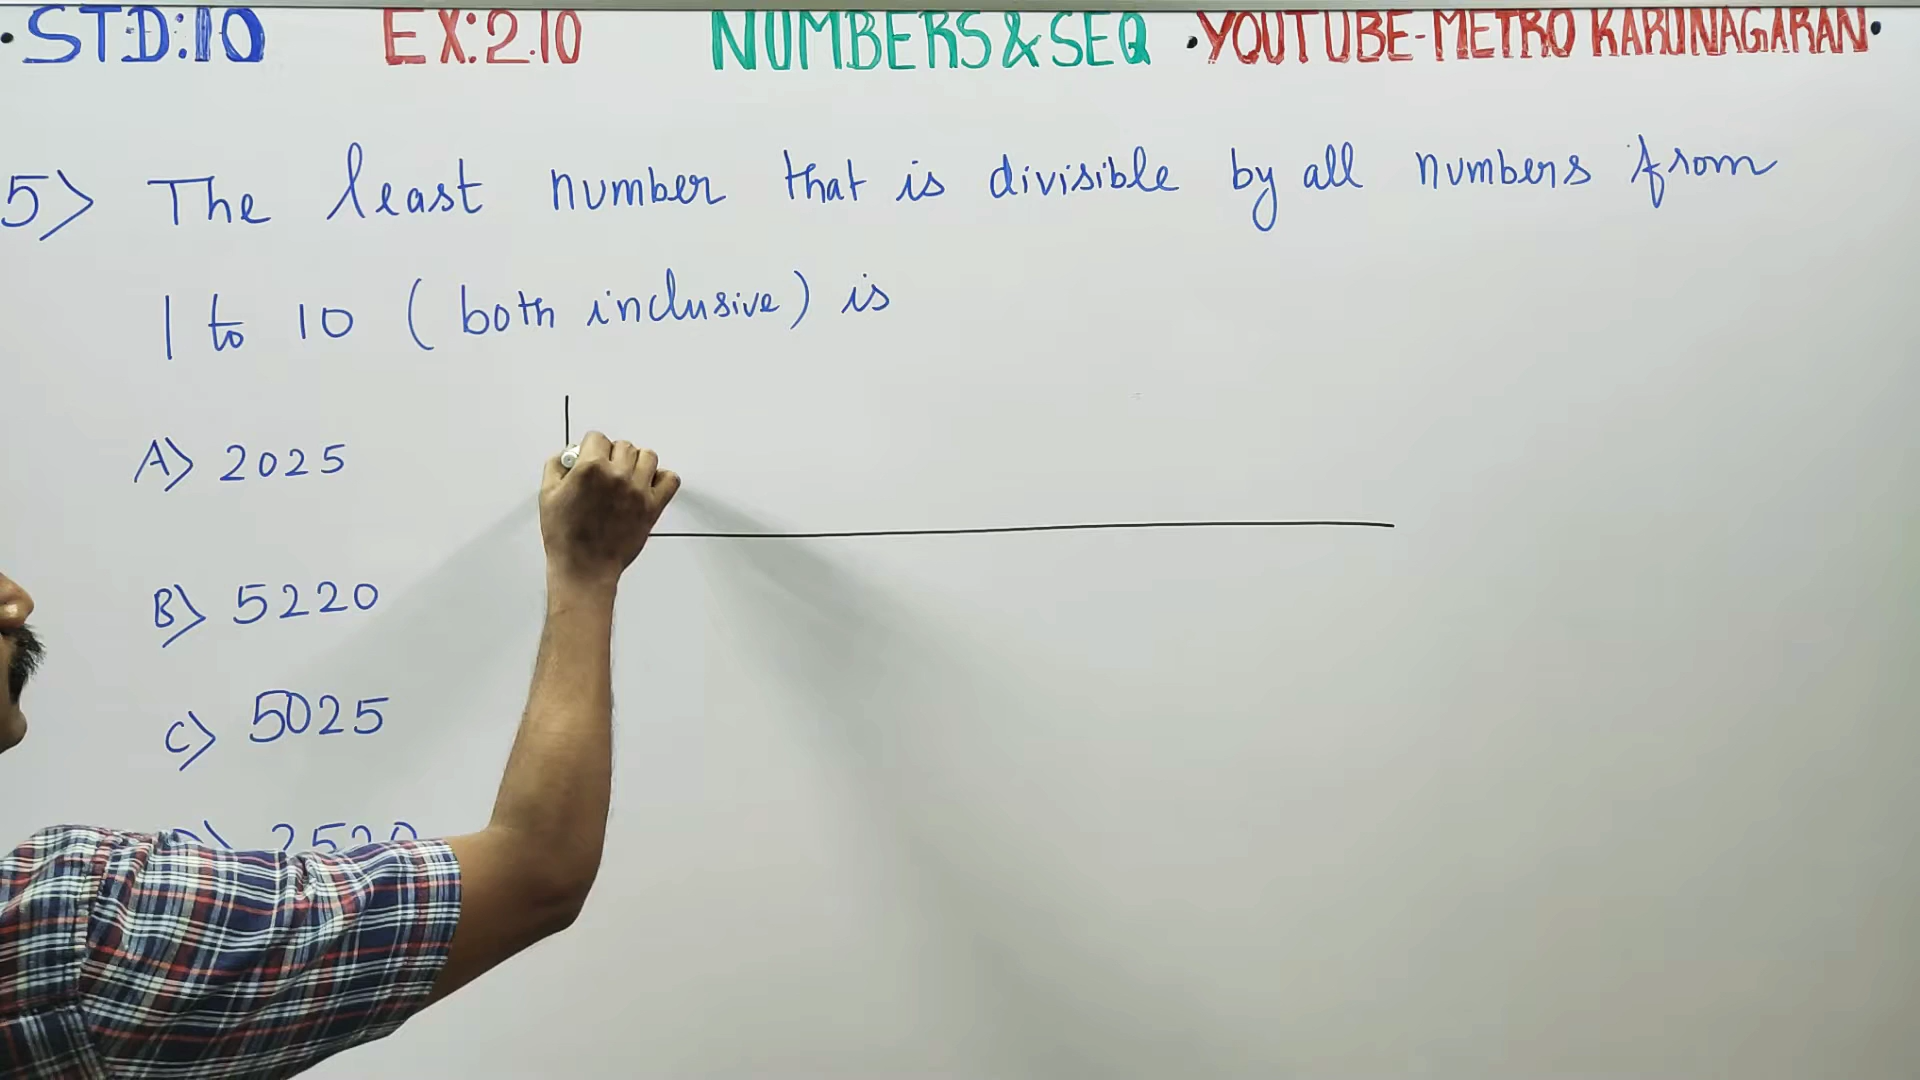 ·STD:10 EX:2.10 NUMBERS&SEQ ·YOUTUBE-METRO KARUNAGARAN·
5) The least number that is divisible by all numbers from
1 to 10 (both inclusive) is
A) 2025
B) 5220
C) 5025
D) 2520